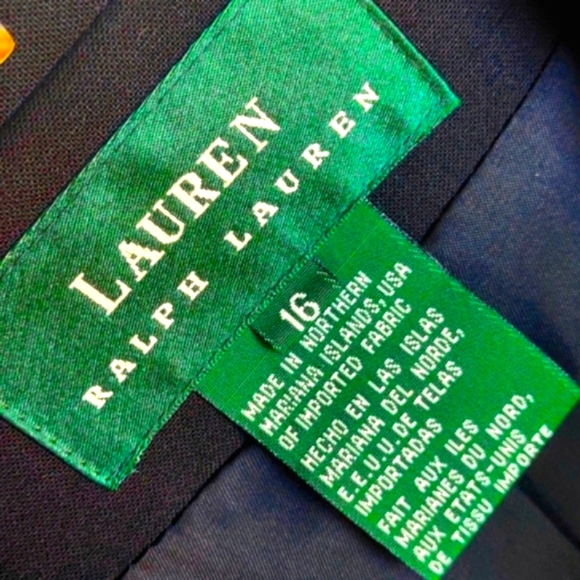 LAUREN
RALPH LAUREN
16
MADE IN NORTHERN
MARIANA ISLANDS, USA
OF IMPORTED FABRIC
HECHO EN LAS ISLAS
MARIANA DEL NORDE,
E.E U.U. DE TELAS
IMPORTADAS
FAIT AUX ILES
MARIANES DU NORD,
AUX ETATS-UNIS
DE TISSU IMPORTE